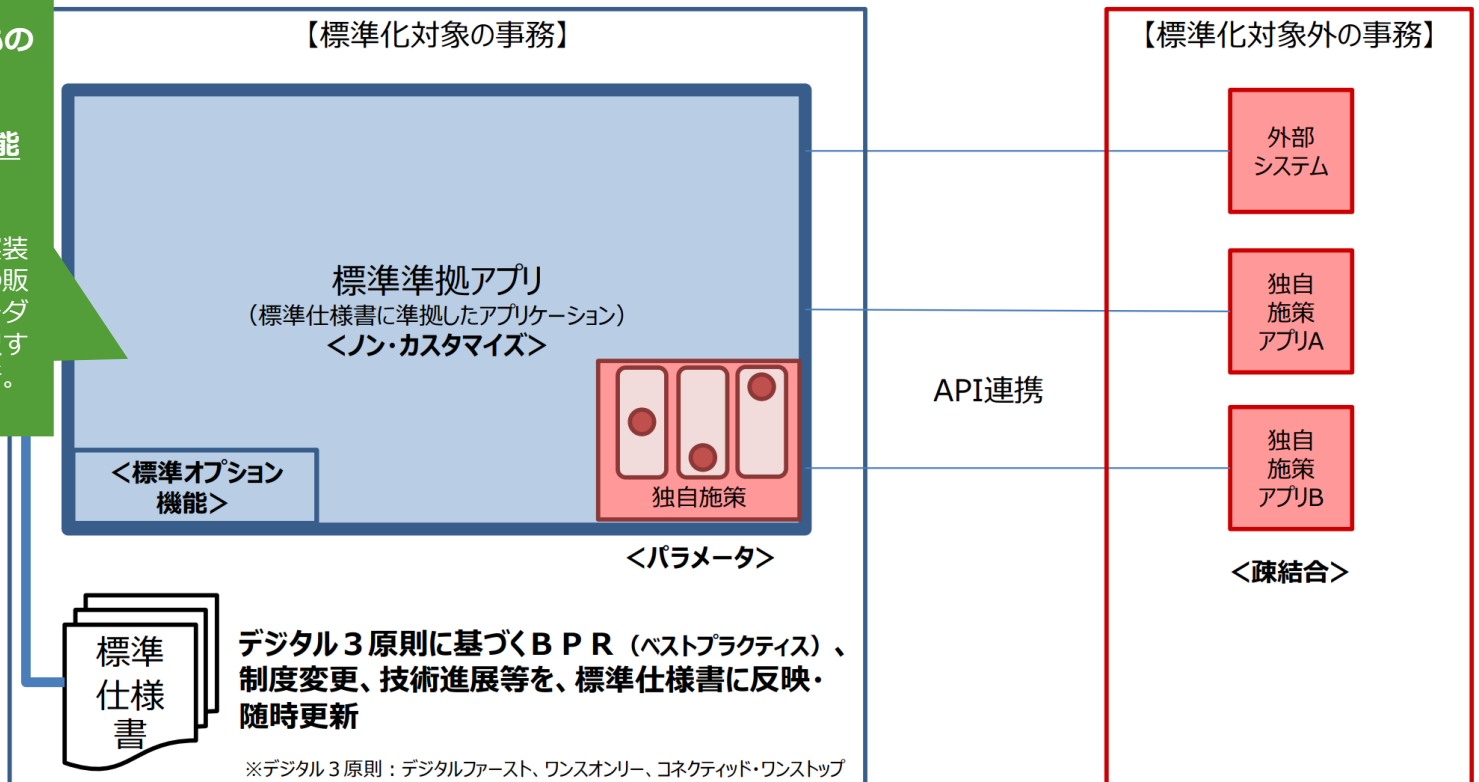 【標準化対象の事務】
【標準化対象外の事務】
の
能
装
販
ダ
す
。
標準準拠アプリ
（標準仕様書に準拠したアプリケーション）
＜ノン・カスタマイズ＞
＜標準オプション
機能＞
独自施策
＜パラメータ＞
API連携
外部
システム
独自
施策
アプリA
独自
施策
アプリB
＜疎結合＞
標準
仕様
書
デジタル３原則に基づくＢＰＲ（ベストプラクティス）、
制度変更、技術進展等を、標準仕様書に反映・
随時更新
※デジタル３原則：デジタルファースト、ワンスオンリー、コネクティッド・ワンストップ